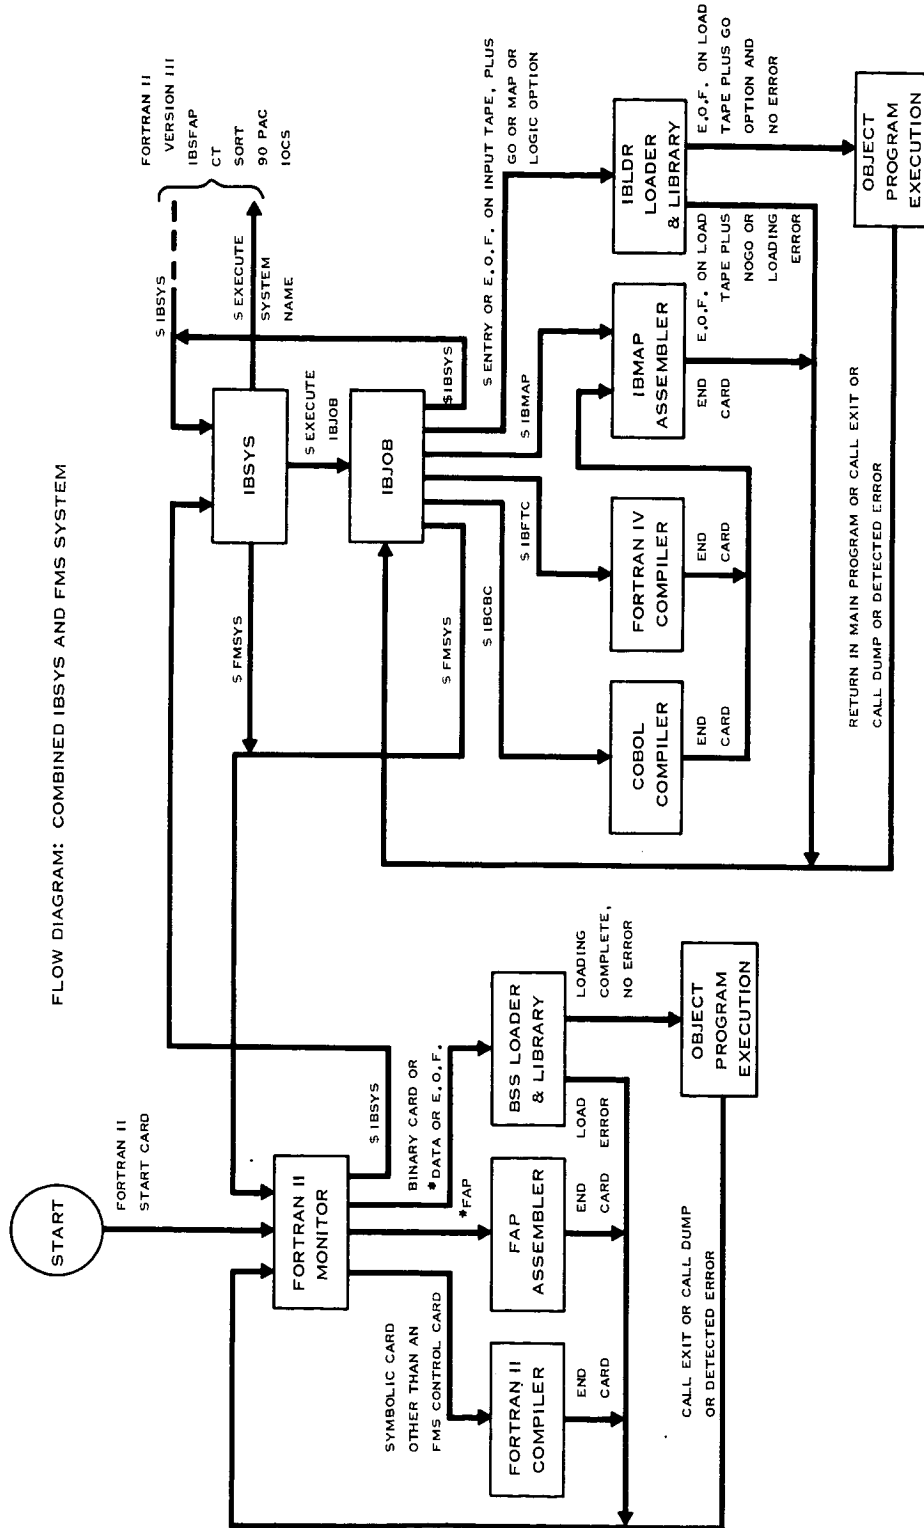 FLOW DIAGRAM: COMBINED IBSYS AND FMS SYSTEM
START
FORTRAN II
START CARD
FORTRAN II
MONITOR
SYMBOLIC CARD
OTHER THAN AN
FMS CONTROL CARD
*FAP
BINARY CARD OR
*DATA OR E.O.F.
$ IBSYS
FORTRAN II
COMPILER
FAP
ASSEMBLER
BSS LOADER
& LIBRARY
END
CARD
END
CARD
LOAD
ERROR
LOADING
COMPLETE,
NO ERROR
OBJECT
PROGRAM
EXECUTION
CALL EXIT OR CALL DUMP
OR DETECTED ERROR
FORTRAN II
VERSION III
IBSFAP
CT
SORT
90 PAC
IOCS
$ IBSYS
$ EXECUTE
SYSTEM
NAME
IBSYS
$ FMSYS
$ EXECUTE
IBJOB
IBJOB
$ FMSYS
$ IBCBC
$ IBFTC
$ IBMAP
$IBSYS
$ ENTRY OR E.O.F. ON INPUT TAPE, PLUS
GO OR MAP OR
LOGIC OPTION
COBOL
COMPILER
FORTRAN IV
COMPILER
IBMAP
ASSEMBLER
IBLDR
LOADER
& LIBRARY
END
CARD
END
CARD
END
CARD
E.O.F. ON LOAD
TAPE PLUS
NOGO OR
LOADING
ERROR
E.O.F. ON LOAD
TAPE PLUS GO
OPTION AND
NO ERROR
OBJECT
PROGRAM
EXECUTION
RETURN IN MAIN PROGRAM OR CALL EXIT OR
CALL DUMP OR DETECTED ERROR